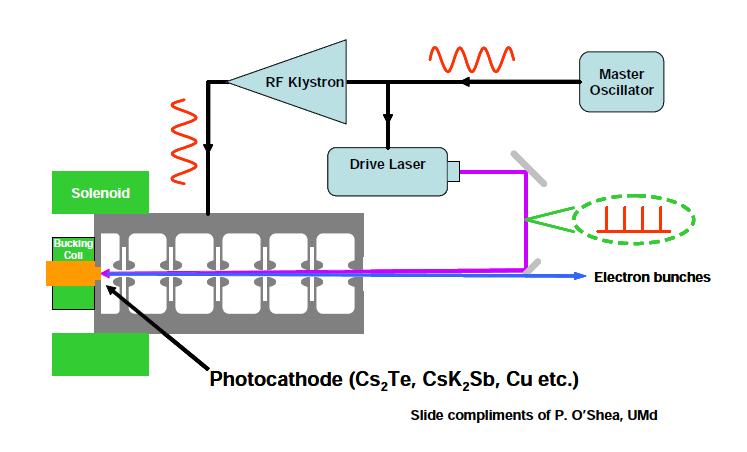 RF Klystron
Master
Oscillator
Drive Laser
Solenoid
Bucking
Coil
Electron bunches
Photocathode (Cs₂Te, CsK₂Sb, Cu etc.)
Slide compliments of P. O’Shea, UMd